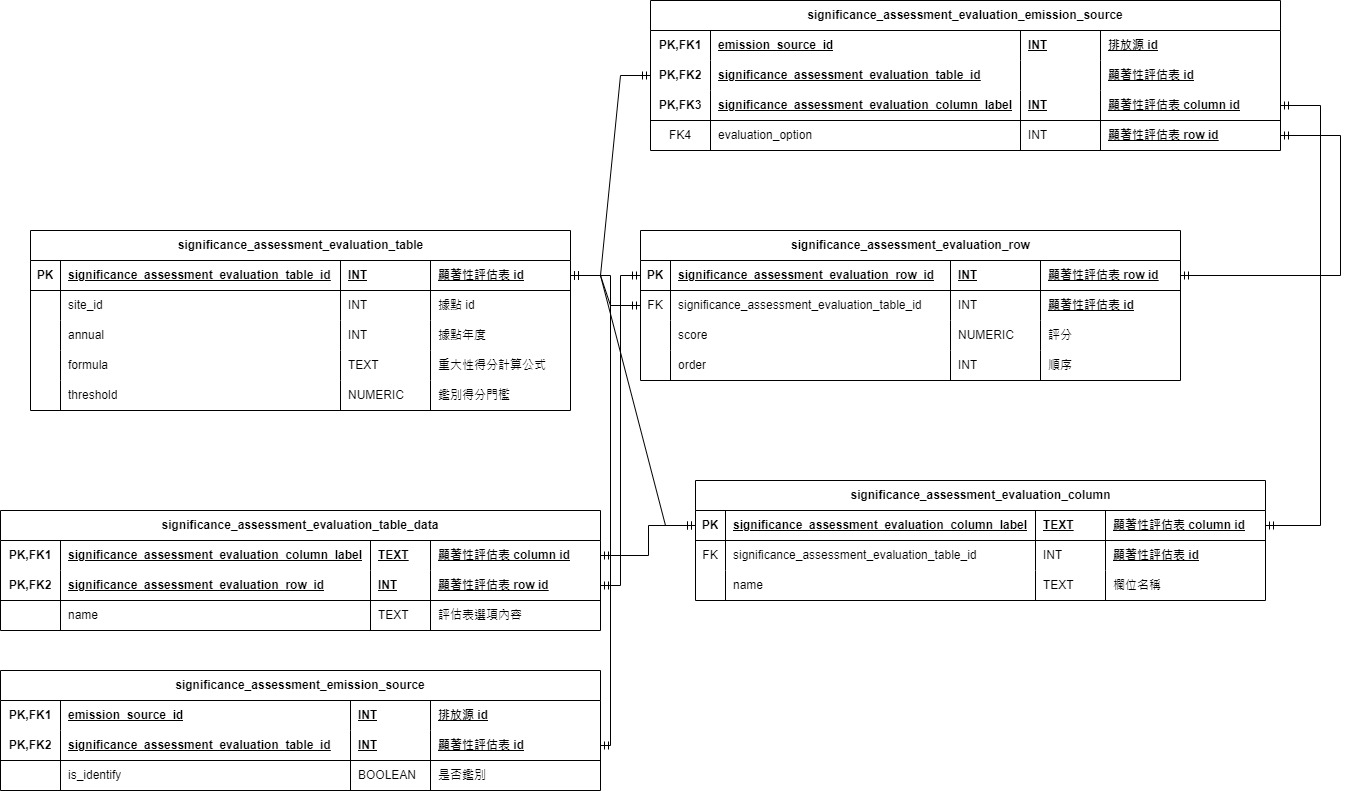 significance_assessment_evaluation_emission_source
PK,FK1 emission_source_id INT 排放源 id
PK,FK2 significance_assessment_evaluation_table_id 顯著性評估表 id
PK,FK3 significance_assessment_evaluation_column_label INT 顯著性評估表 column id
FK4 evaluation_option INT 顯著性評估表 row id
significance_assessment_evaluation_table
PK significance_assessment_evaluation_table_id INT 顯著性評估表 id
site_id INT 據點 id
annual INT 據點年度
formula TEXT 重大性得分計算公式
threshold NUMERIC 鑑別得分門檻
significance_assessment_evaluation_row
PK significance_assessment_evaluation_row_id INT 顯著性評估表 row id
FK significance_assessment_evaluation_table_id INT 顯著性評估表 id
score NUMERIC 評分
order INT 順序
significance_assessment_evaluation_column
PK significance_assessment_evaluation_column_label TEXT 顯著性評估表 column id
FK significance_assessment_evaluation_table_id INT 顯著性評估表 id
name TEXT 欄位名稱
significance_assessment_evaluation_table_data
PK,FK1 significance_assessment_evaluation_column_label TEXT 顯著性評估表 column id
PK,FK2 significance_assessment_evaluation_row_id INT 顯著性評估表 row id
name TEXT 評估表選項內容
significance_assessment_emission_source
PK,FK1 emission_source_id INT 排放源 id
PK,FK2 significance_assessment_evaluation_table_id INT 顯著性評估表 id
is_identify BOOLEAN 是否鑑別